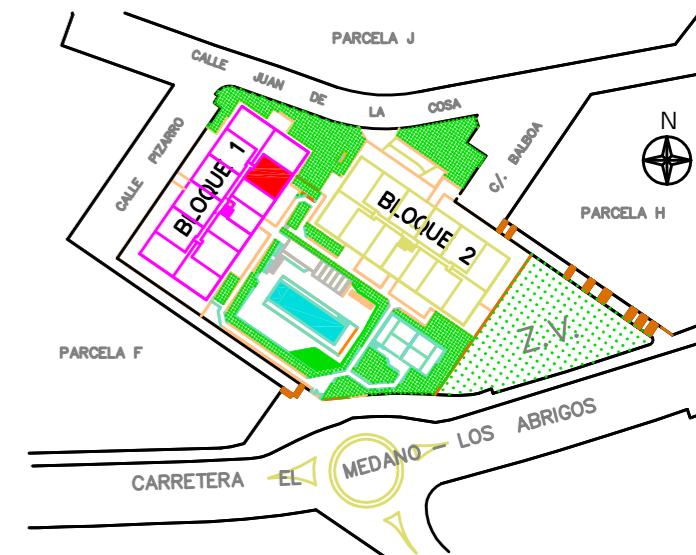 PARCELA J
CALLE JUAN DE LA COSA
N
CALLE PIZARRO
BLOQUE 1
C/. BALBOA
BLOQUE 2
PARCELA H
Z.V.
PARCELA F
CARRETERA EL MEDANO - LOS ABRIGOS